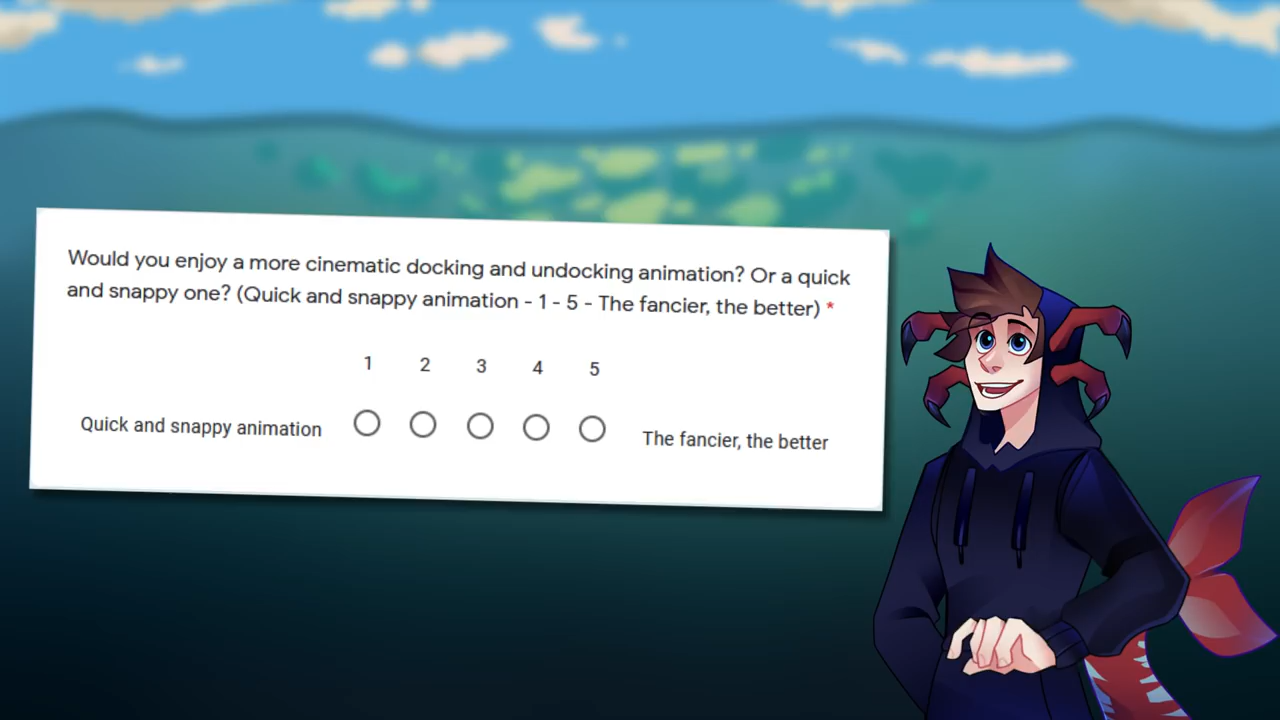 Would you enjoy a more cinematic docking and undocking animation? Or a quick
and snappy one? (Quick and snappy animation - 1 - 5 - The fancier, the better) *
1 2 3 4 5
Quick and snappy animation The fancier, the better